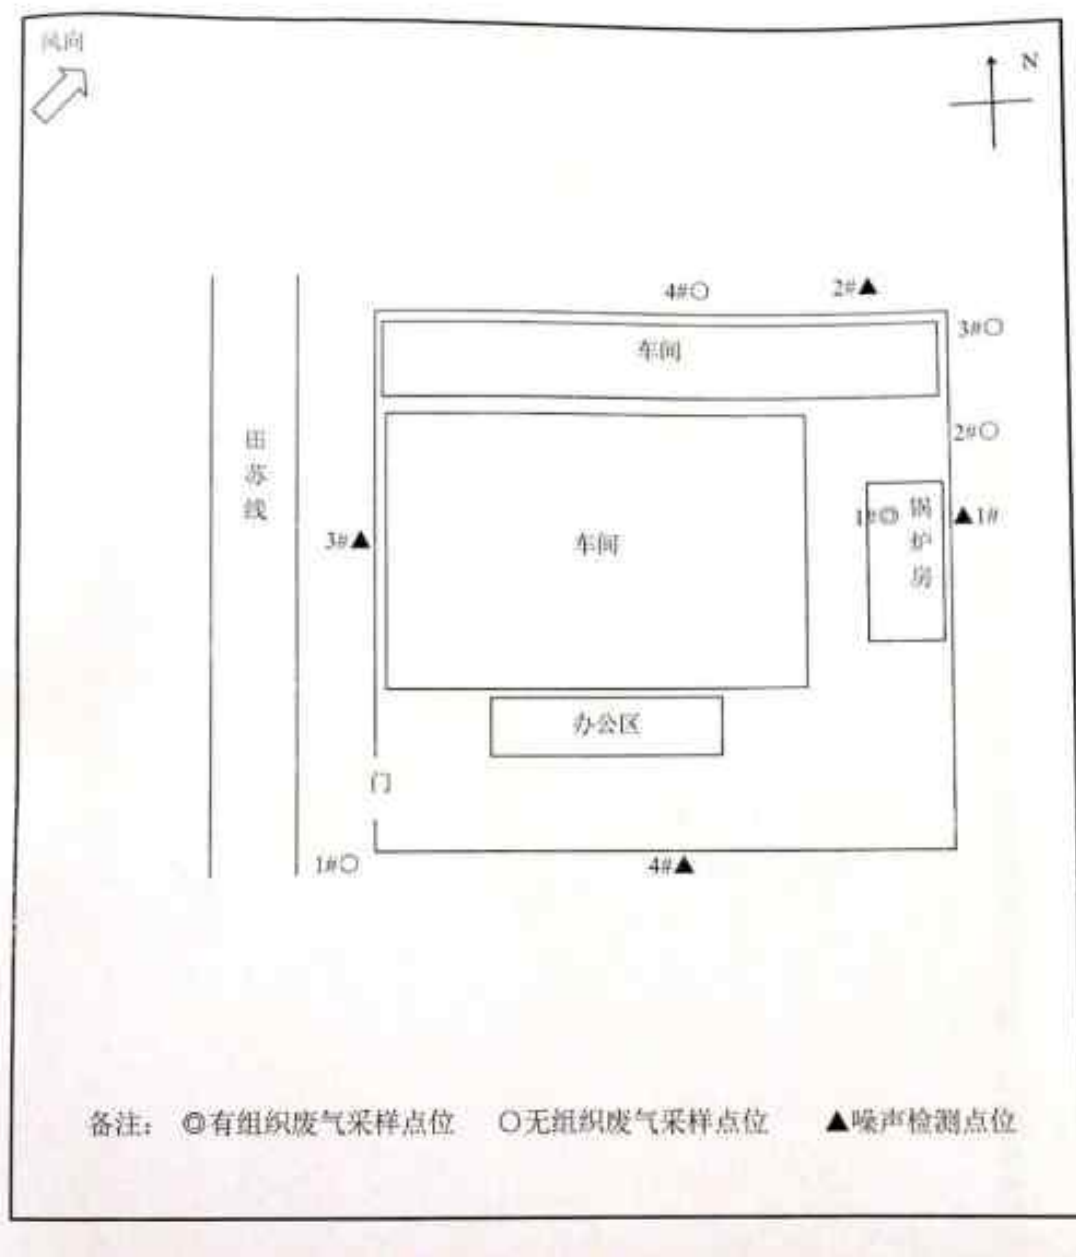 风向
N
4#○
2#▲
3#○
车间
2#○
苏
线
1#◎
锅
炉
房
▲1#
3#▲
车间
办公区
门
1#○
4#▲
备注： ◎有组织废气采样点位 ○无组织废气采样点位 ▲噪声检测点位